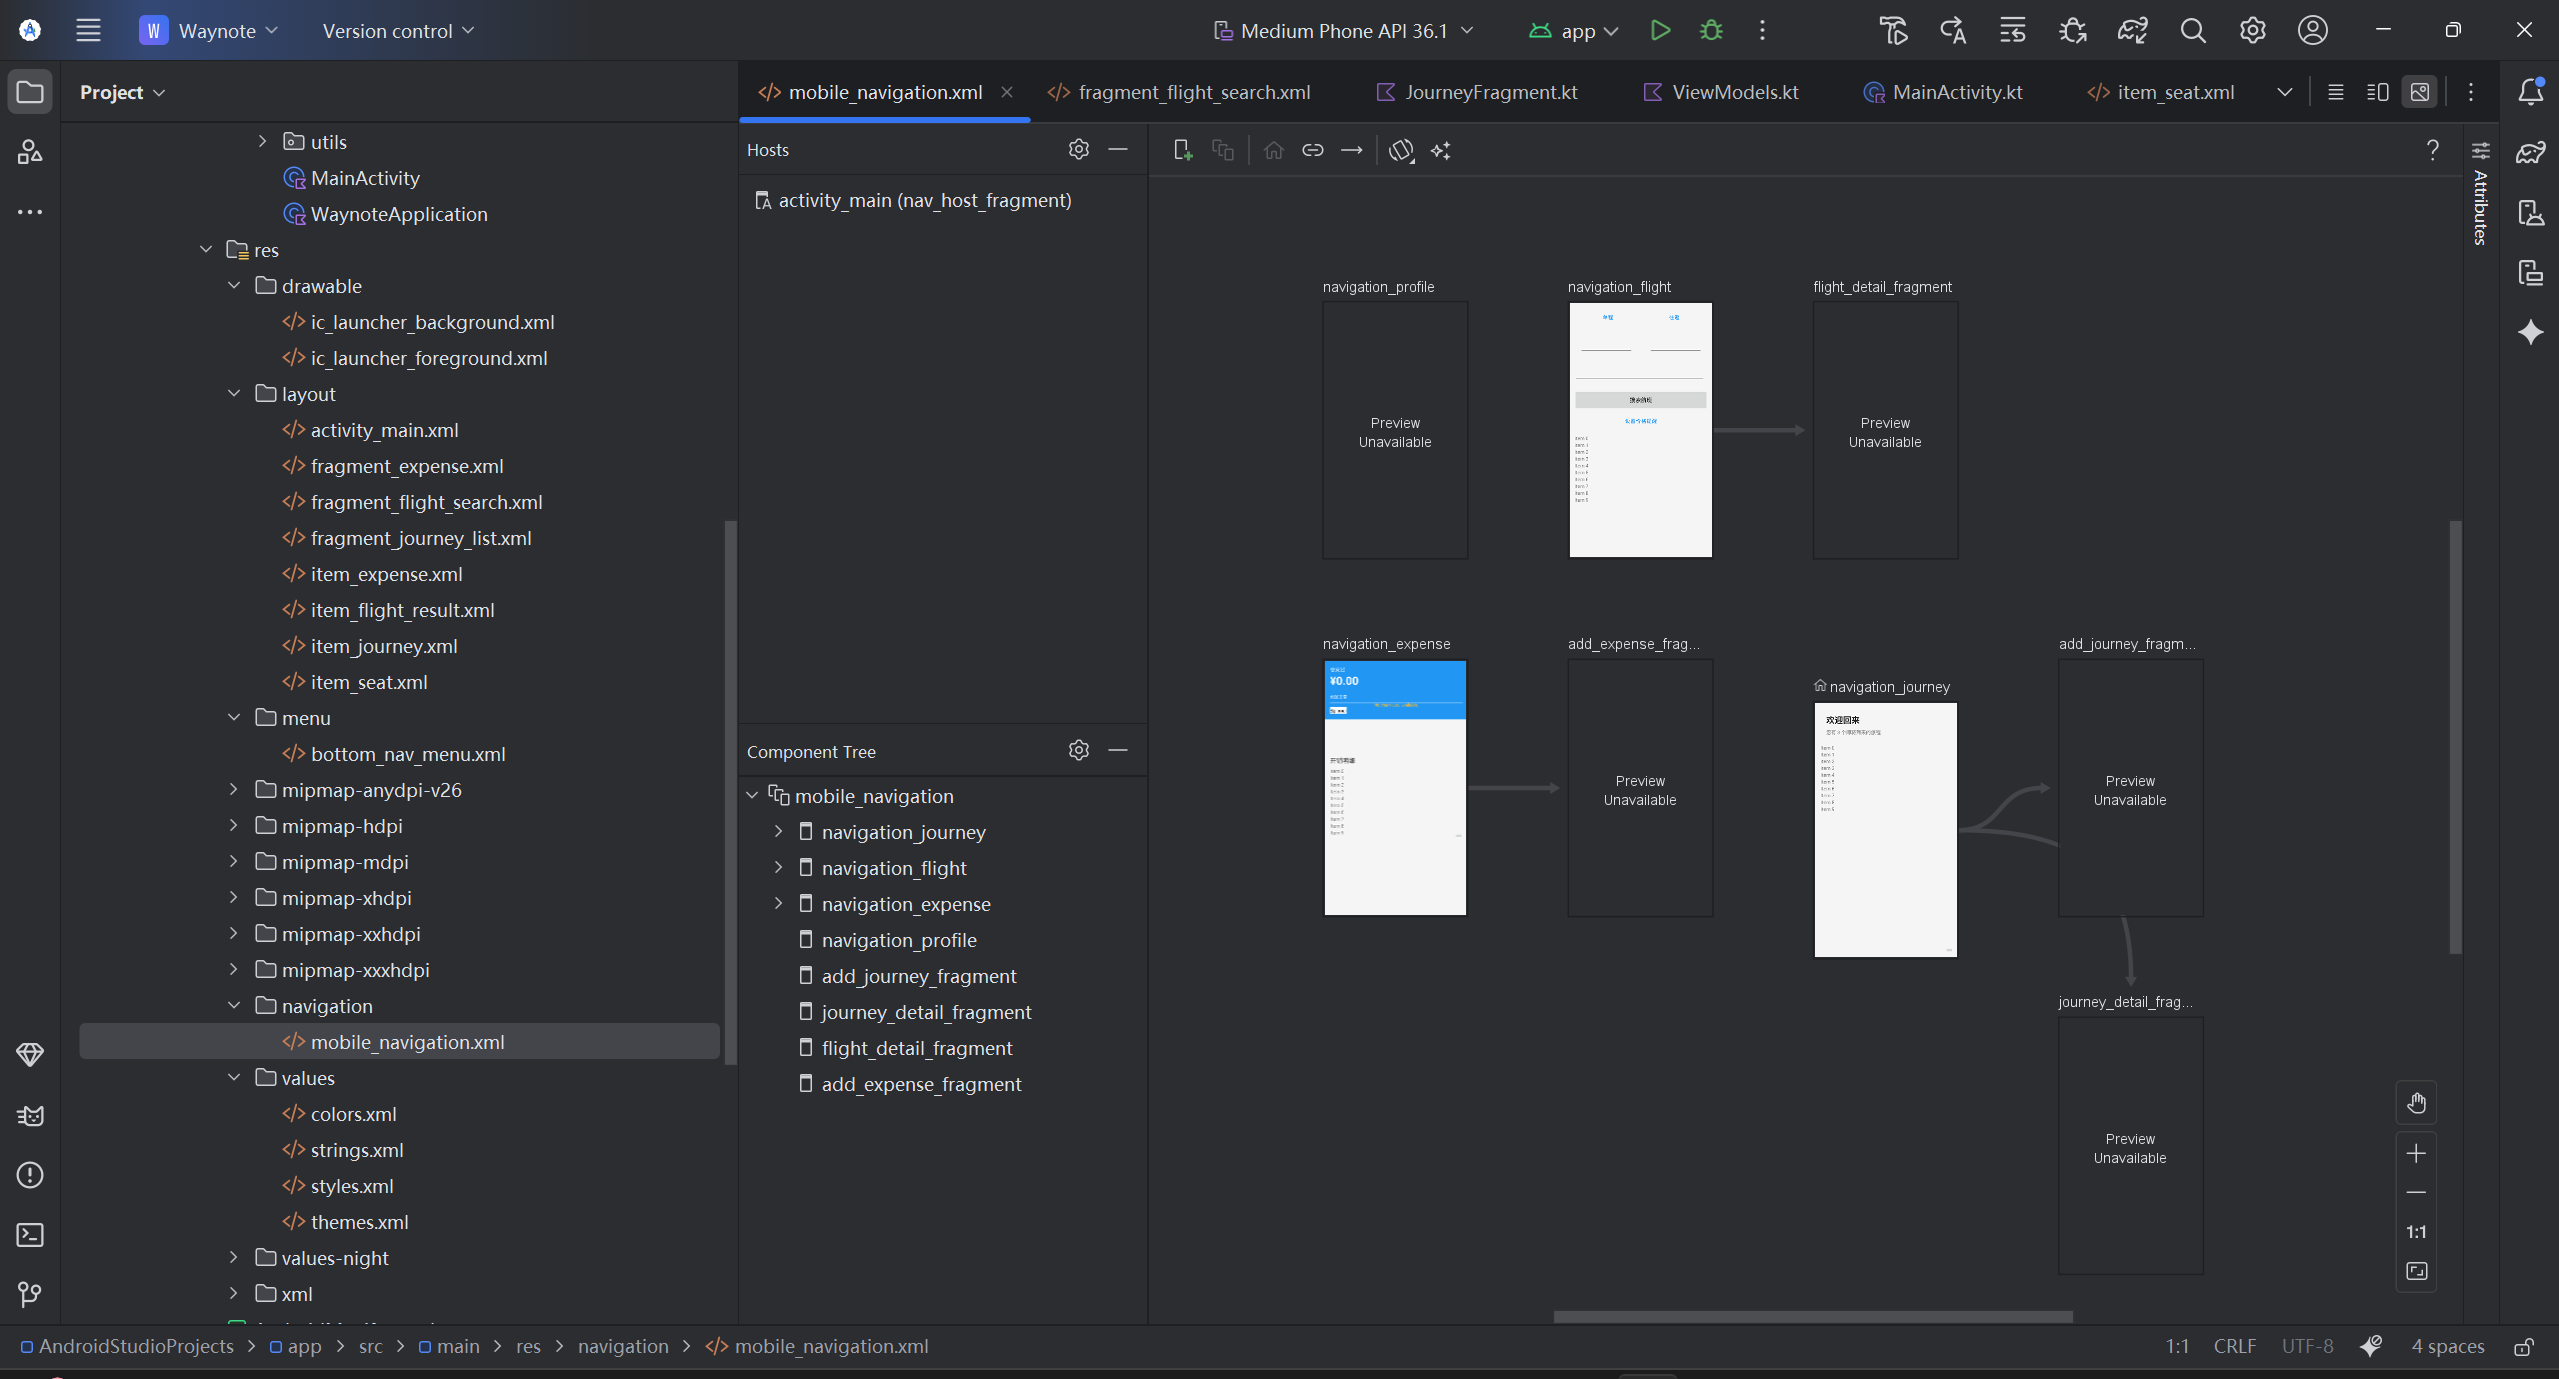 W Waynote
Version control
Medium Phone API 36.1
app
Project
mobile_navigation.xml
fragment_flight_search.xml
JourneyFragment.kt
ViewModels.kt
MainActivity.kt
item_seat.xml
utils
MainActivity
WaynoteApplication
res
drawable
ic_launcher_background.xml
ic_launcher_foreground.xml
layout
activity_main.xml
fragment_expense.xml
fragment_flight_search.xml
fragment_journey_list.xml
item_expense.xml
item_flight_result.xml
item_journey.xml
item_seat.xml
menu
bottom_nav_menu.xml
mipmap-anydpi-v26
mipmap-hdpi
mipmap-mdpi
mipmap-xhdpi
mipmap-xxhdpi
mipmap-xxxhdpi
navigation
mobile_navigation.xml
values
colors.xml
strings.xml
styles.xml
themes.xml
values-night
xml
Hosts
activity_main (nav_host_fragment)
Component Tree
mobile_navigation
navigation_journey
navigation_flight
navigation_expense
navigation_profile
add_journey_fragment
journey_detail_fragment
flight_detail_fragment
add_expense_fragment
?
Attributes
navigation_profile
Preview
Unavailable
navigation_flight
flight_detail_fragment
Preview
Unavailable
navigation_expense
¥0.00
add_expense_frag...
Preview
Unavailable
navigation_journey
欢迎回来
add_journey_fragm...
Preview
Unavailable
journey_detail_frag...
Preview
Unavailable
1:1
AndroidStudioProjects > app > src > main > res > navigation > mobile_navigation.xml
1:1 CRLF UTF-8 4 spaces